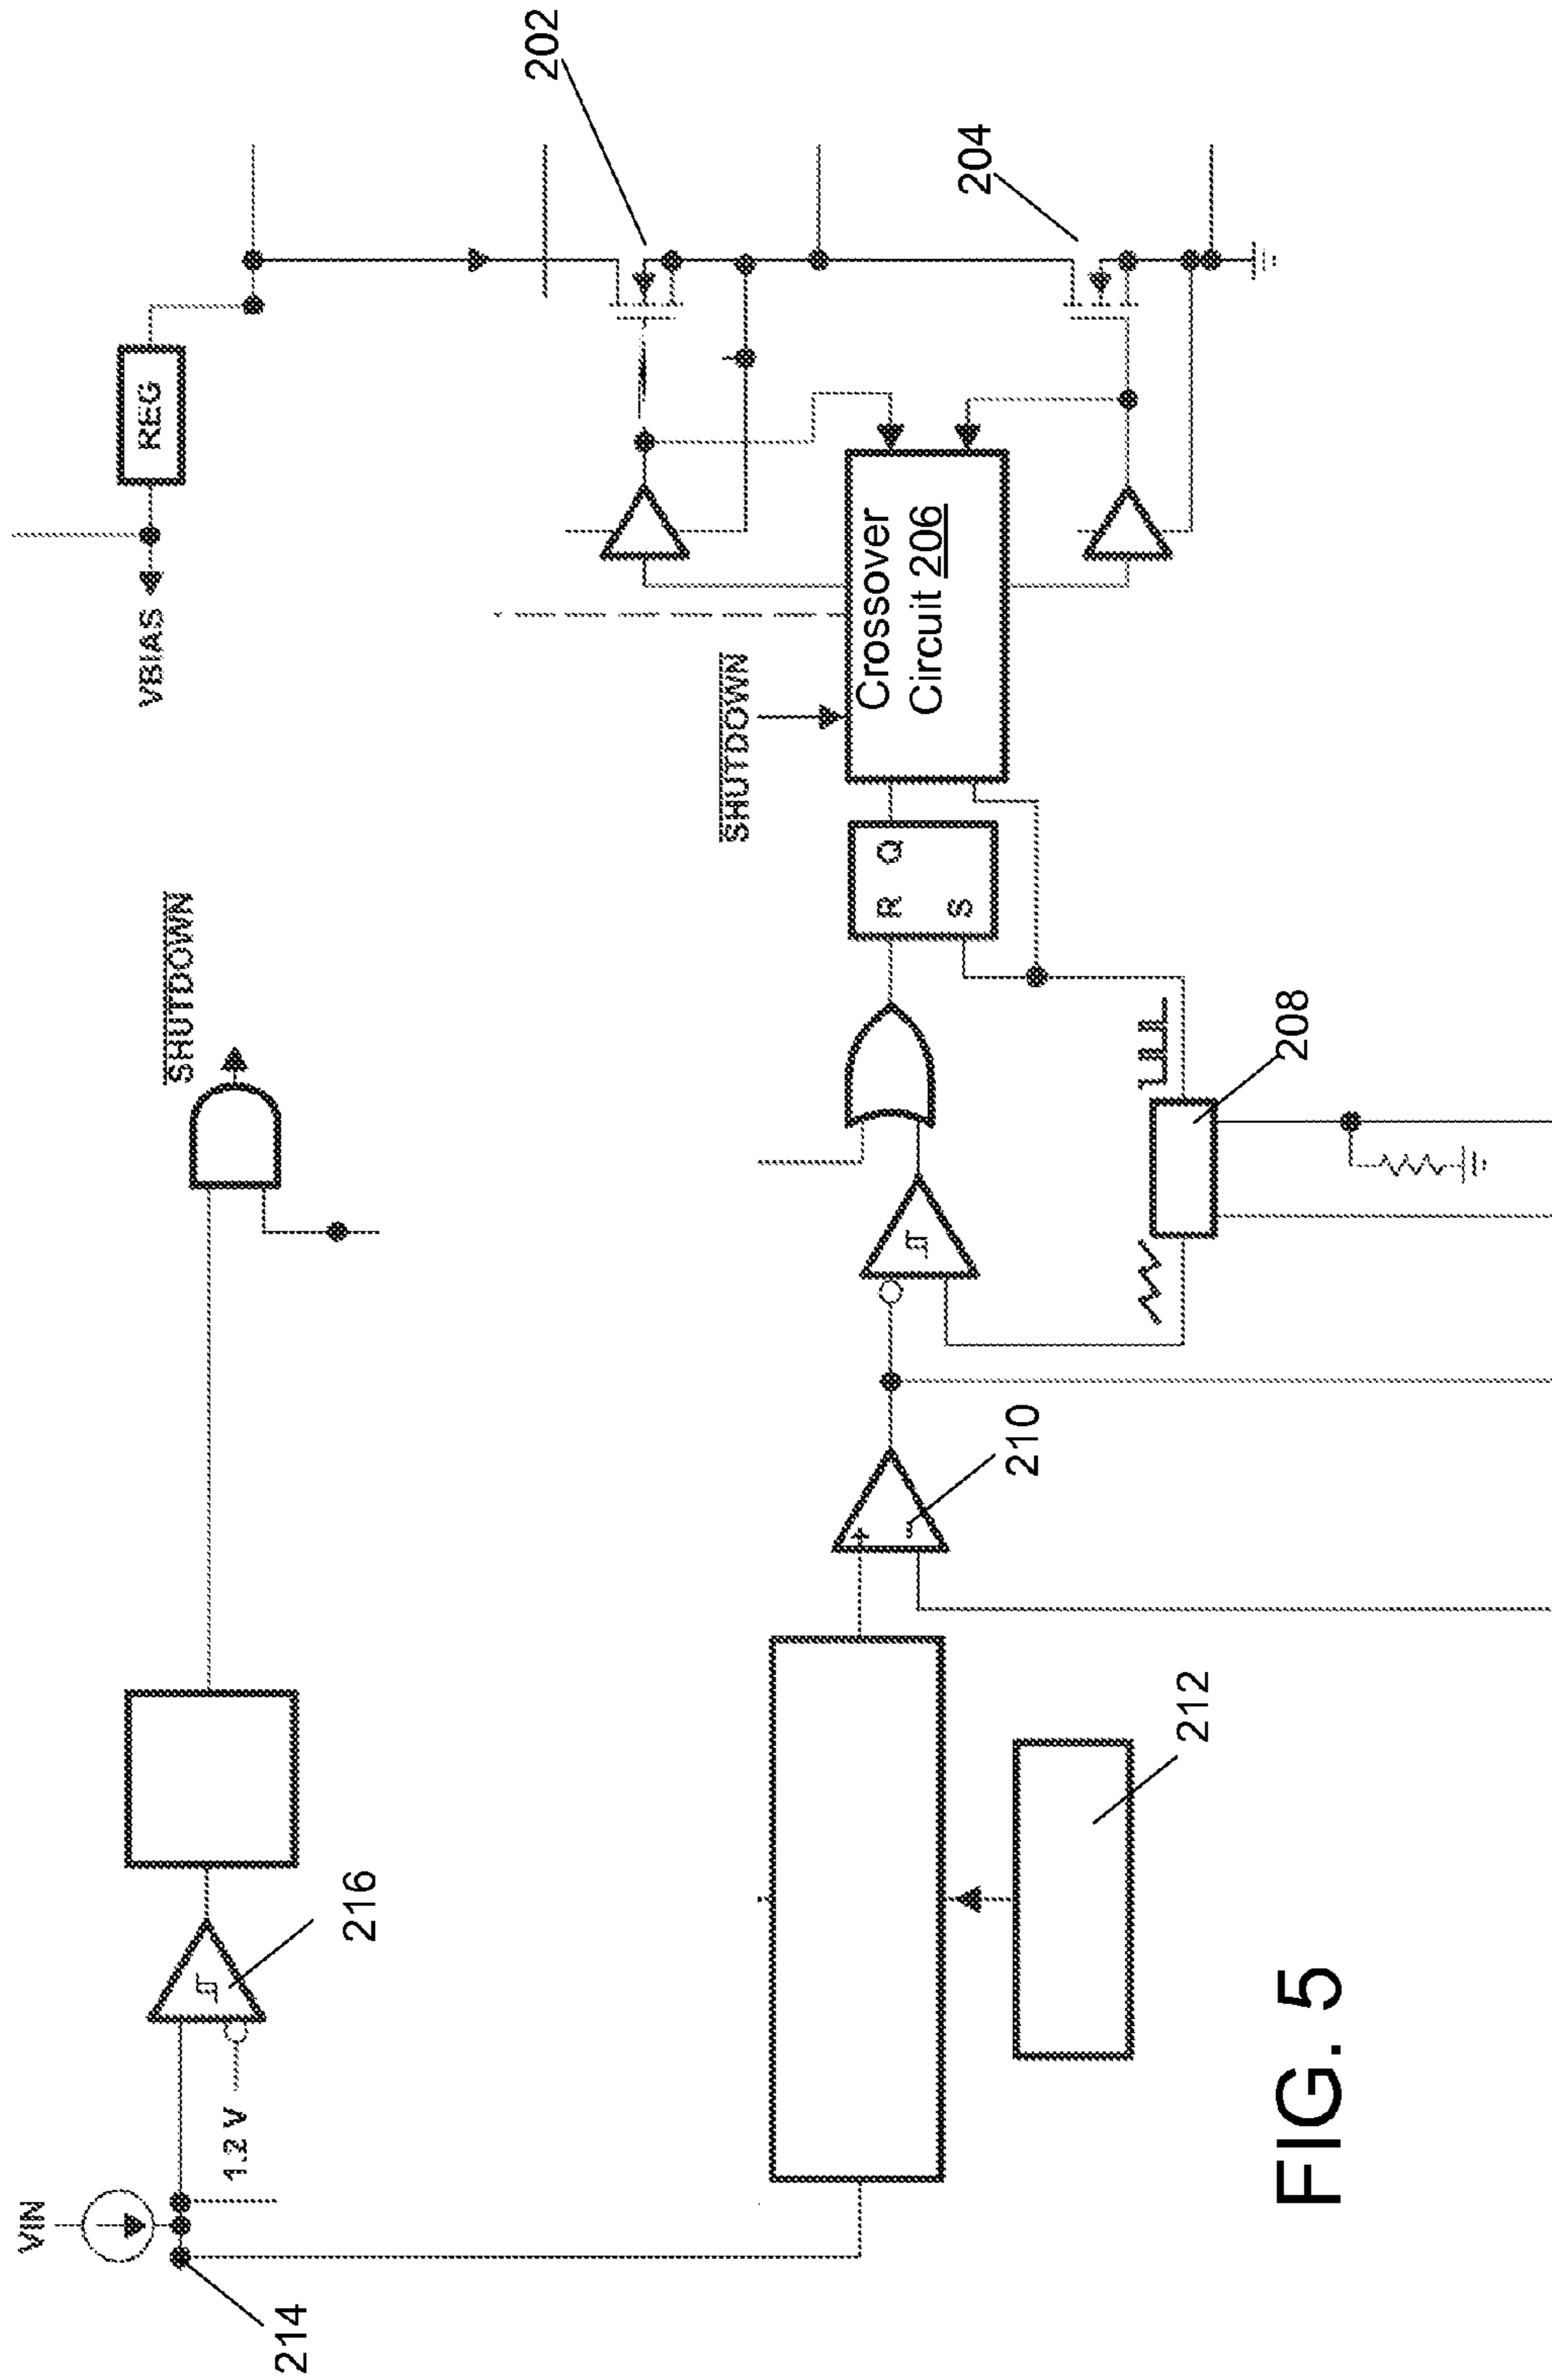 VIN
214
1.2 V
216
SHUTDOWN
VBIAS
REG
202
204
SHUTDOWN
Crossover
Circuit 206
R Q
S
208
+
-
210
212
FIG. 5